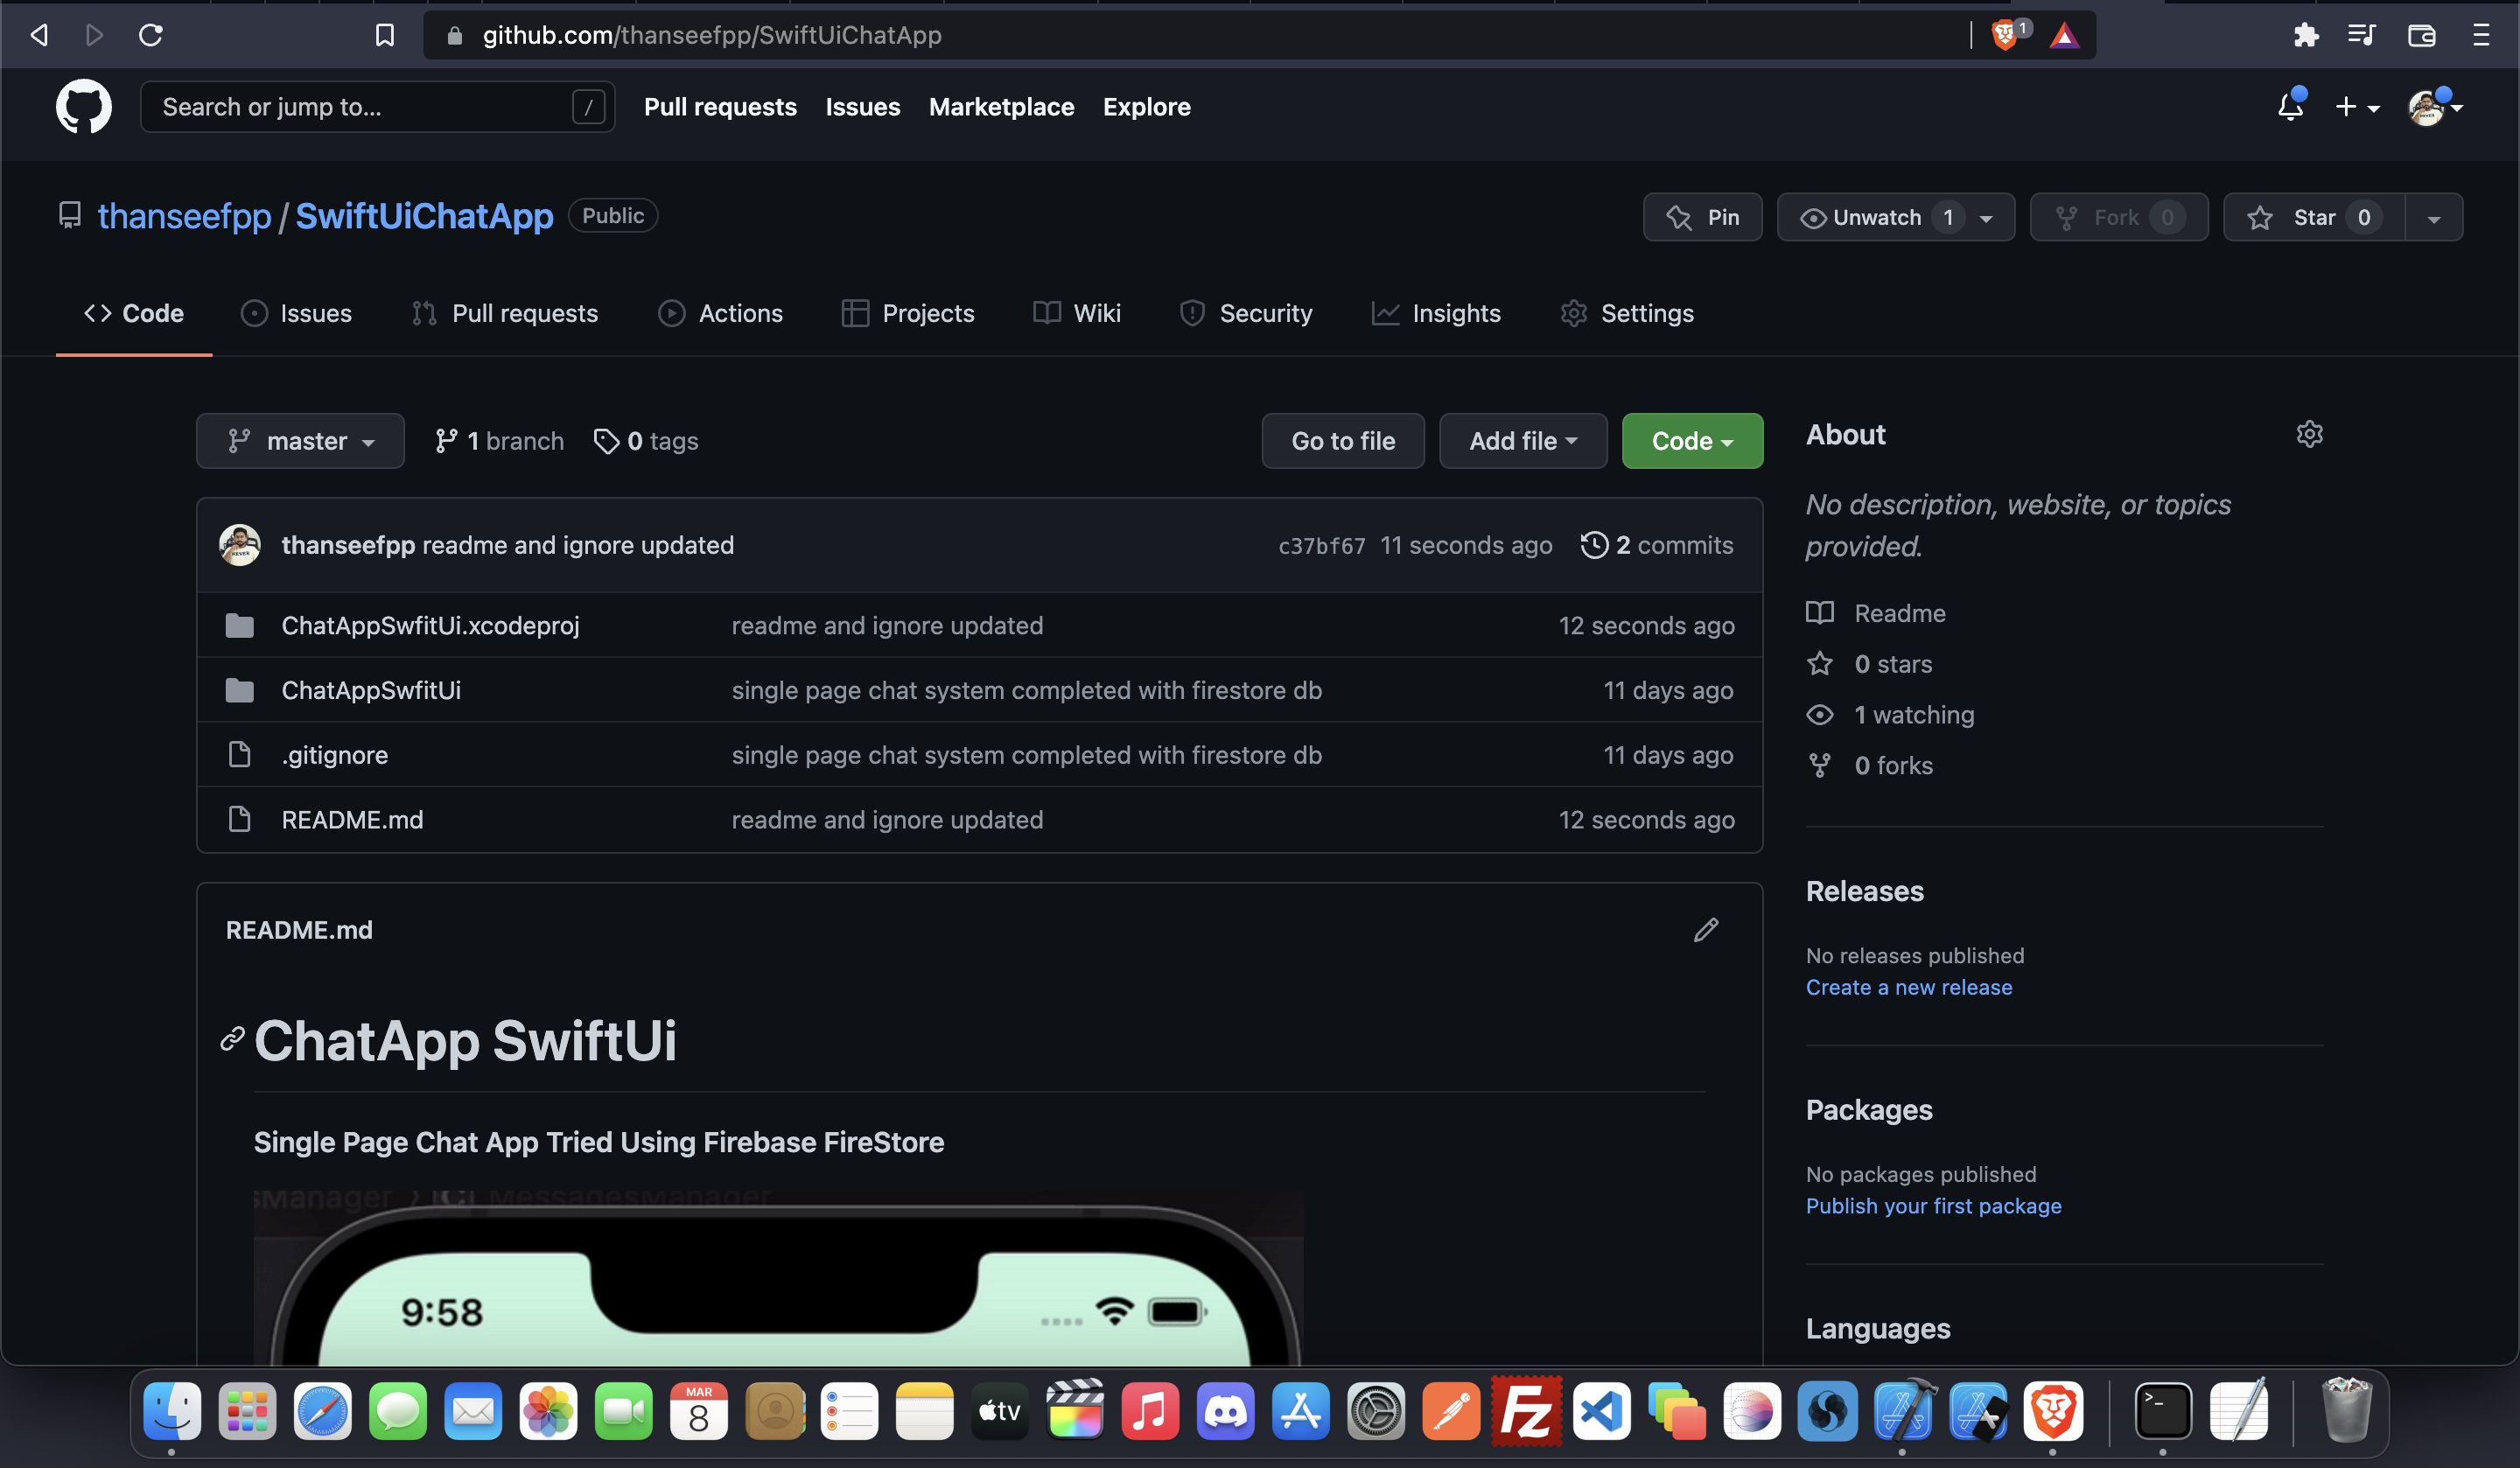 github.com/thanseefpp/SwiftUiChatApp 1
Search or jump to... / Pull requests Issues Marketplace Explore
thanseefpp / SwiftUiChatApp Public Pin Unwatch 1 Fork 0 Star 0
Code Issues Pull requests Actions Projects Wiki Security Insights Settings
master 1 branch 0 tags Go to file Add file Code
thanseefpp readme and ignore updated c37bf67 11 seconds ago 2 commits
ChatAppSwfitUi.xcodeproj readme and ignore updated 12 seconds ago
ChatAppSwfitUi single page chat system completed with firestore db 11 days ago
.gitignore single page chat system completed with firestore db 11 days ago
README.md readme and ignore updated 12 seconds ago
README.md
ChatApp SwiftUi
Single Page Chat App Tried Using Firebase FireStore
sManager MessagesManager
9:58
About
No description, website, or topics
provided.
Readme
0 stars
1 watching
0 forks
Releases
No releases published
Create a new release
Packages
No packages published
Publish your first package
Languages
MAR
8
tv
Fz
>_